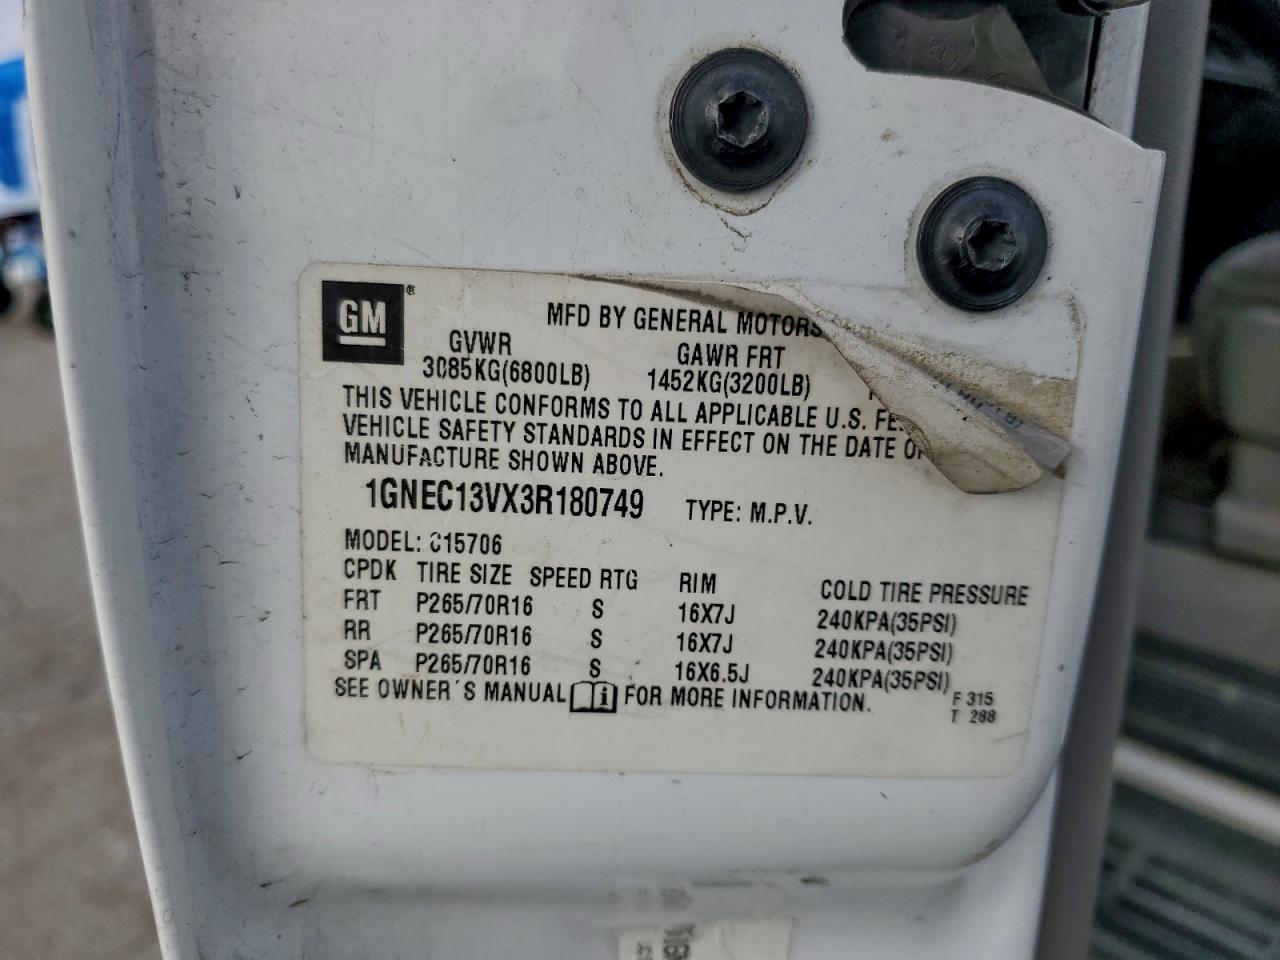 GM ®
MFD BY GENERAL MOTORS
GVWR GAWR FRT
3085KG(6800LB) 1452KG(3200LB)
THIS VEHICLE CONFORMS TO ALL APPLICABLE U.S. FE
VEHICLE SAFETY STANDARDS IN EFFECT ON THE DATE OF
MANUFACTURE SHOWN ABOVE.
1GNEC13VX3R180749 TYPE: M.P.V.
MODEL: C15706
CPDK TIRE SIZE SPEED RTG RIM COLD TIRE PRESSURE
FRT P265/70R16 S 16X7J 240KPA(35PSI)
RR P265/70R16 S 16X7J 240KPA(35PSI)
SPA P265/70R16 S 16X6.5J 240KPA(35PSI)
SEE OWNER´S MANUAL i FOR MORE INFORMATION.
F 315
T 288